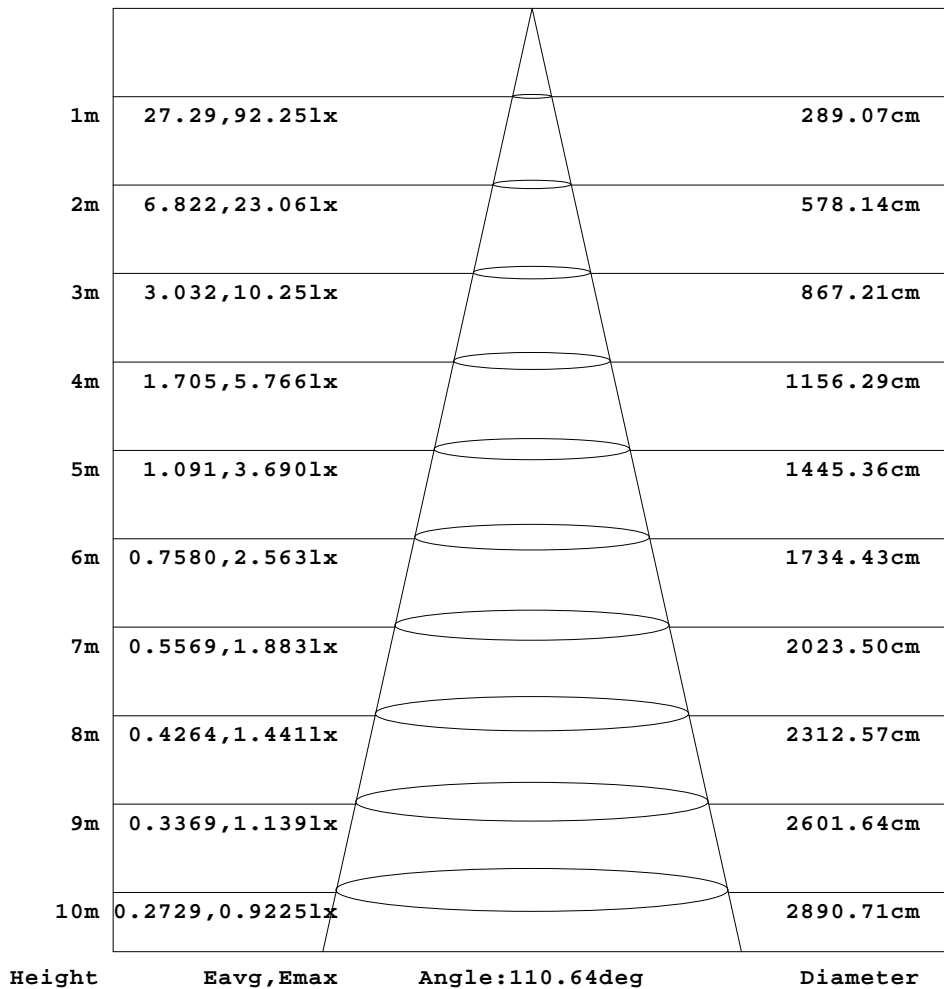 1m 27.29,92.25lx 289.07cm
2m 6.822,23.06lx 578.14cm
3m 3.032,10.25lx 867.21cm
4m 1.705,5.766lx 1156.29cm
5m 1.091,3.690lx 1445.36cm
6m 0.7580,2.563lx 1734.43cm
7m 0.5569,1.883lx 2023.50cm
8m 0.4264,1.441lx 2312.57cm
9m 0.3369,1.139lx 2601.64cm
10m 0.2729,0.9225lx 2890.71cm
Height Eavg,Emax Angle:110.64deg Diameter